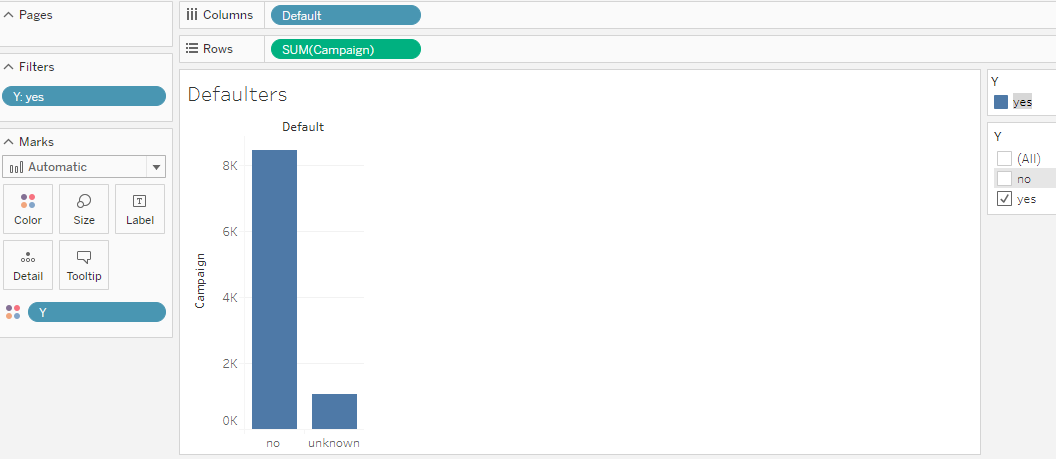 Pages
Columns
Default
Rows
SUM(Campaign)
Filters
Y: yes
Marks
Automatic
Color
Size
Label
Detail
Tooltip
Y
Defaulters
Default
Campaign
8K
6K
4K
2K
0K
no
unknown
Y
yes
Y
(All)
no
yes